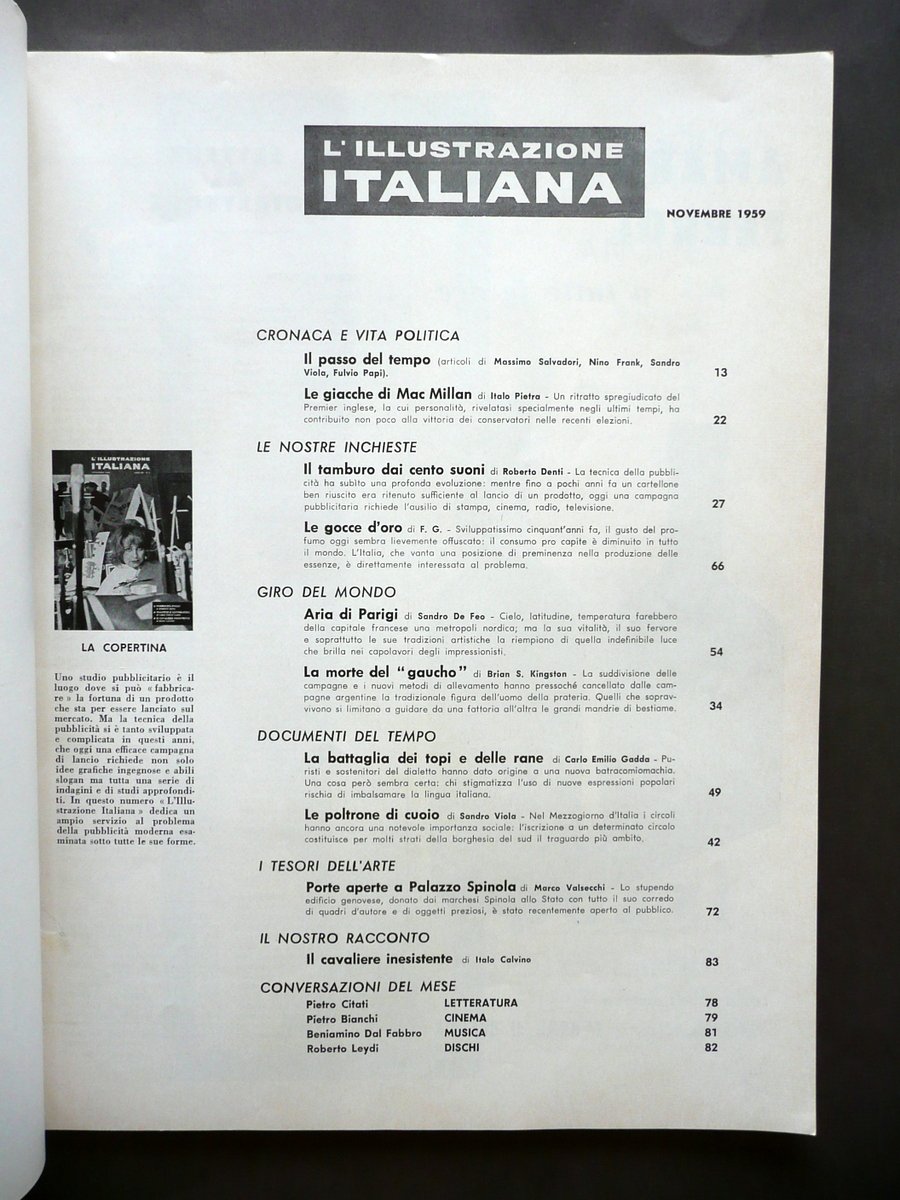 L'ILLUSTRAZIONE
ITALIANA
NOVEMBRE 1959
CRONACA E VITA POLITICA
Il passo del tempo (articoli di Massimo Salvadori, Nino Frank, Sandro
Viola, Fulvio Papi). 13
Le giacche di Mac Millan di Italo Pietra - Un ritratto spregiudicato del
Premier inglese, la cui personalità, rivelatasi specialmente negli ultimi tempi, ha
contribuito non poco alla vittoria dei conservatori nelle recenti elezioni. 22
LE NOSTRE INCHIESTE
Il tamburo dai cento suoni di Roberto Denti - La tecnica della pubbli-
cità ha subìto una profonda evoluzione: mentre fino a pochi anni fa un cartellone
ben riuscito era ritenuto sufficiente al lancio di un prodotto, oggi una campagna
pubblicitaria richiede l'ausilio di stampa, cinema, radio, televisione. 27
Le gocce d'oro di F. G. - Sviluppatissimo cinquant'anni fa, il gusto del pro-
fumo oggi sembra lievemente offuscato: il consumo pro capite è diminuito in tutto
il mondo. L'Italia, che vanta una posizione di preminenza nella produzione delle
essenze, è direttamente interessata al problema. 66
GIRO DEL MONDO
Aria di Parigi di Sandro De Feo - Cielo, latitudine, temperatura farebbero
della capitale francese una metropoli nordica; ma la sua vitalità, il suo fervore
e soprattutto le sue tradizioni artistiche la riempiono di quella indefinibile luce
che brilla nei capolavori degli impressionisti. 54
La morte del "gaucho" di Brian S. Kingston - La suddivisione delle
campagne e i nuovi metodi di allevamento hanno pressoché cancellato dalle cam-
pagne argentine la tradizionale figura dell'uomo della prateria. Quelli che soprav-
vivono si limitano a guidare da una fattoria all'altra le grandi mandrie di bestiame. 34
DOCUMENTI DEL TEMPO
La battaglia dei topi e delle rane di Carlo Emilio Gadda - Pu-
risti e sostenitori del dialetto hanno dato origine a una nuova batracomiomachia.
Una cosa però sembra certa: chi stigmatizza l'uso di nuove espressioni popolari
rischia di imbalsamare la lingua italiana. 49
Le poltrone di cuoio di Sandro Viola - Nel Mezzogiorno d'Italia i circoli
hanno ancora una notevole importanza sociale: l'iscrizione a un determinato circolo
costituisce per molti strati della borghesia del sud il traguardo più ambito. 42
I TESORI DELL'ARTE
Porte aperte a Palazzo Spinola di Marco Valsecchi - Lo stupendo
edificio genovese, donato dai marchesi Spinola allo Stato con tutto il suo corredo
di quadri d'autore e di oggetti preziosi, è stato recentemente aperto al pubblico. 72
IL NOSTRO RACCONTO
Il cavaliere inesistente di Italo Calvino 83
CONVERSAZIONI DEL MESE
Pietro Citati LETTERATURA 78
Pietro Bianchi CINEMA 79
Beniamino Dal Fabbro MUSICA 81
Roberto Leydi DISCHI 82
L'ILLUSTRAZIONE
ITALIANA
LA COPERTINA
Uno studio pubblicitario è il
luogo dove si può « fabbrica-
re » la fortuna di un prodotto
che sta per essere lanciato sul
mercato. Ma la tecnica della
pubblicità si è tanto sviluppata
e complicata in questi anni,
che oggi una efficace campagna
di lancio richiede non solo
idee grafiche ingegnose e abili
slogan ma tutta una serie di
indagini e di studi approfondi-
ti. In questo numero « L'Illu-
strazione Italiana » dedica un
ampio servizio al problema
della pubblicità moderna esa-
minata sotto tutte le sue forme.